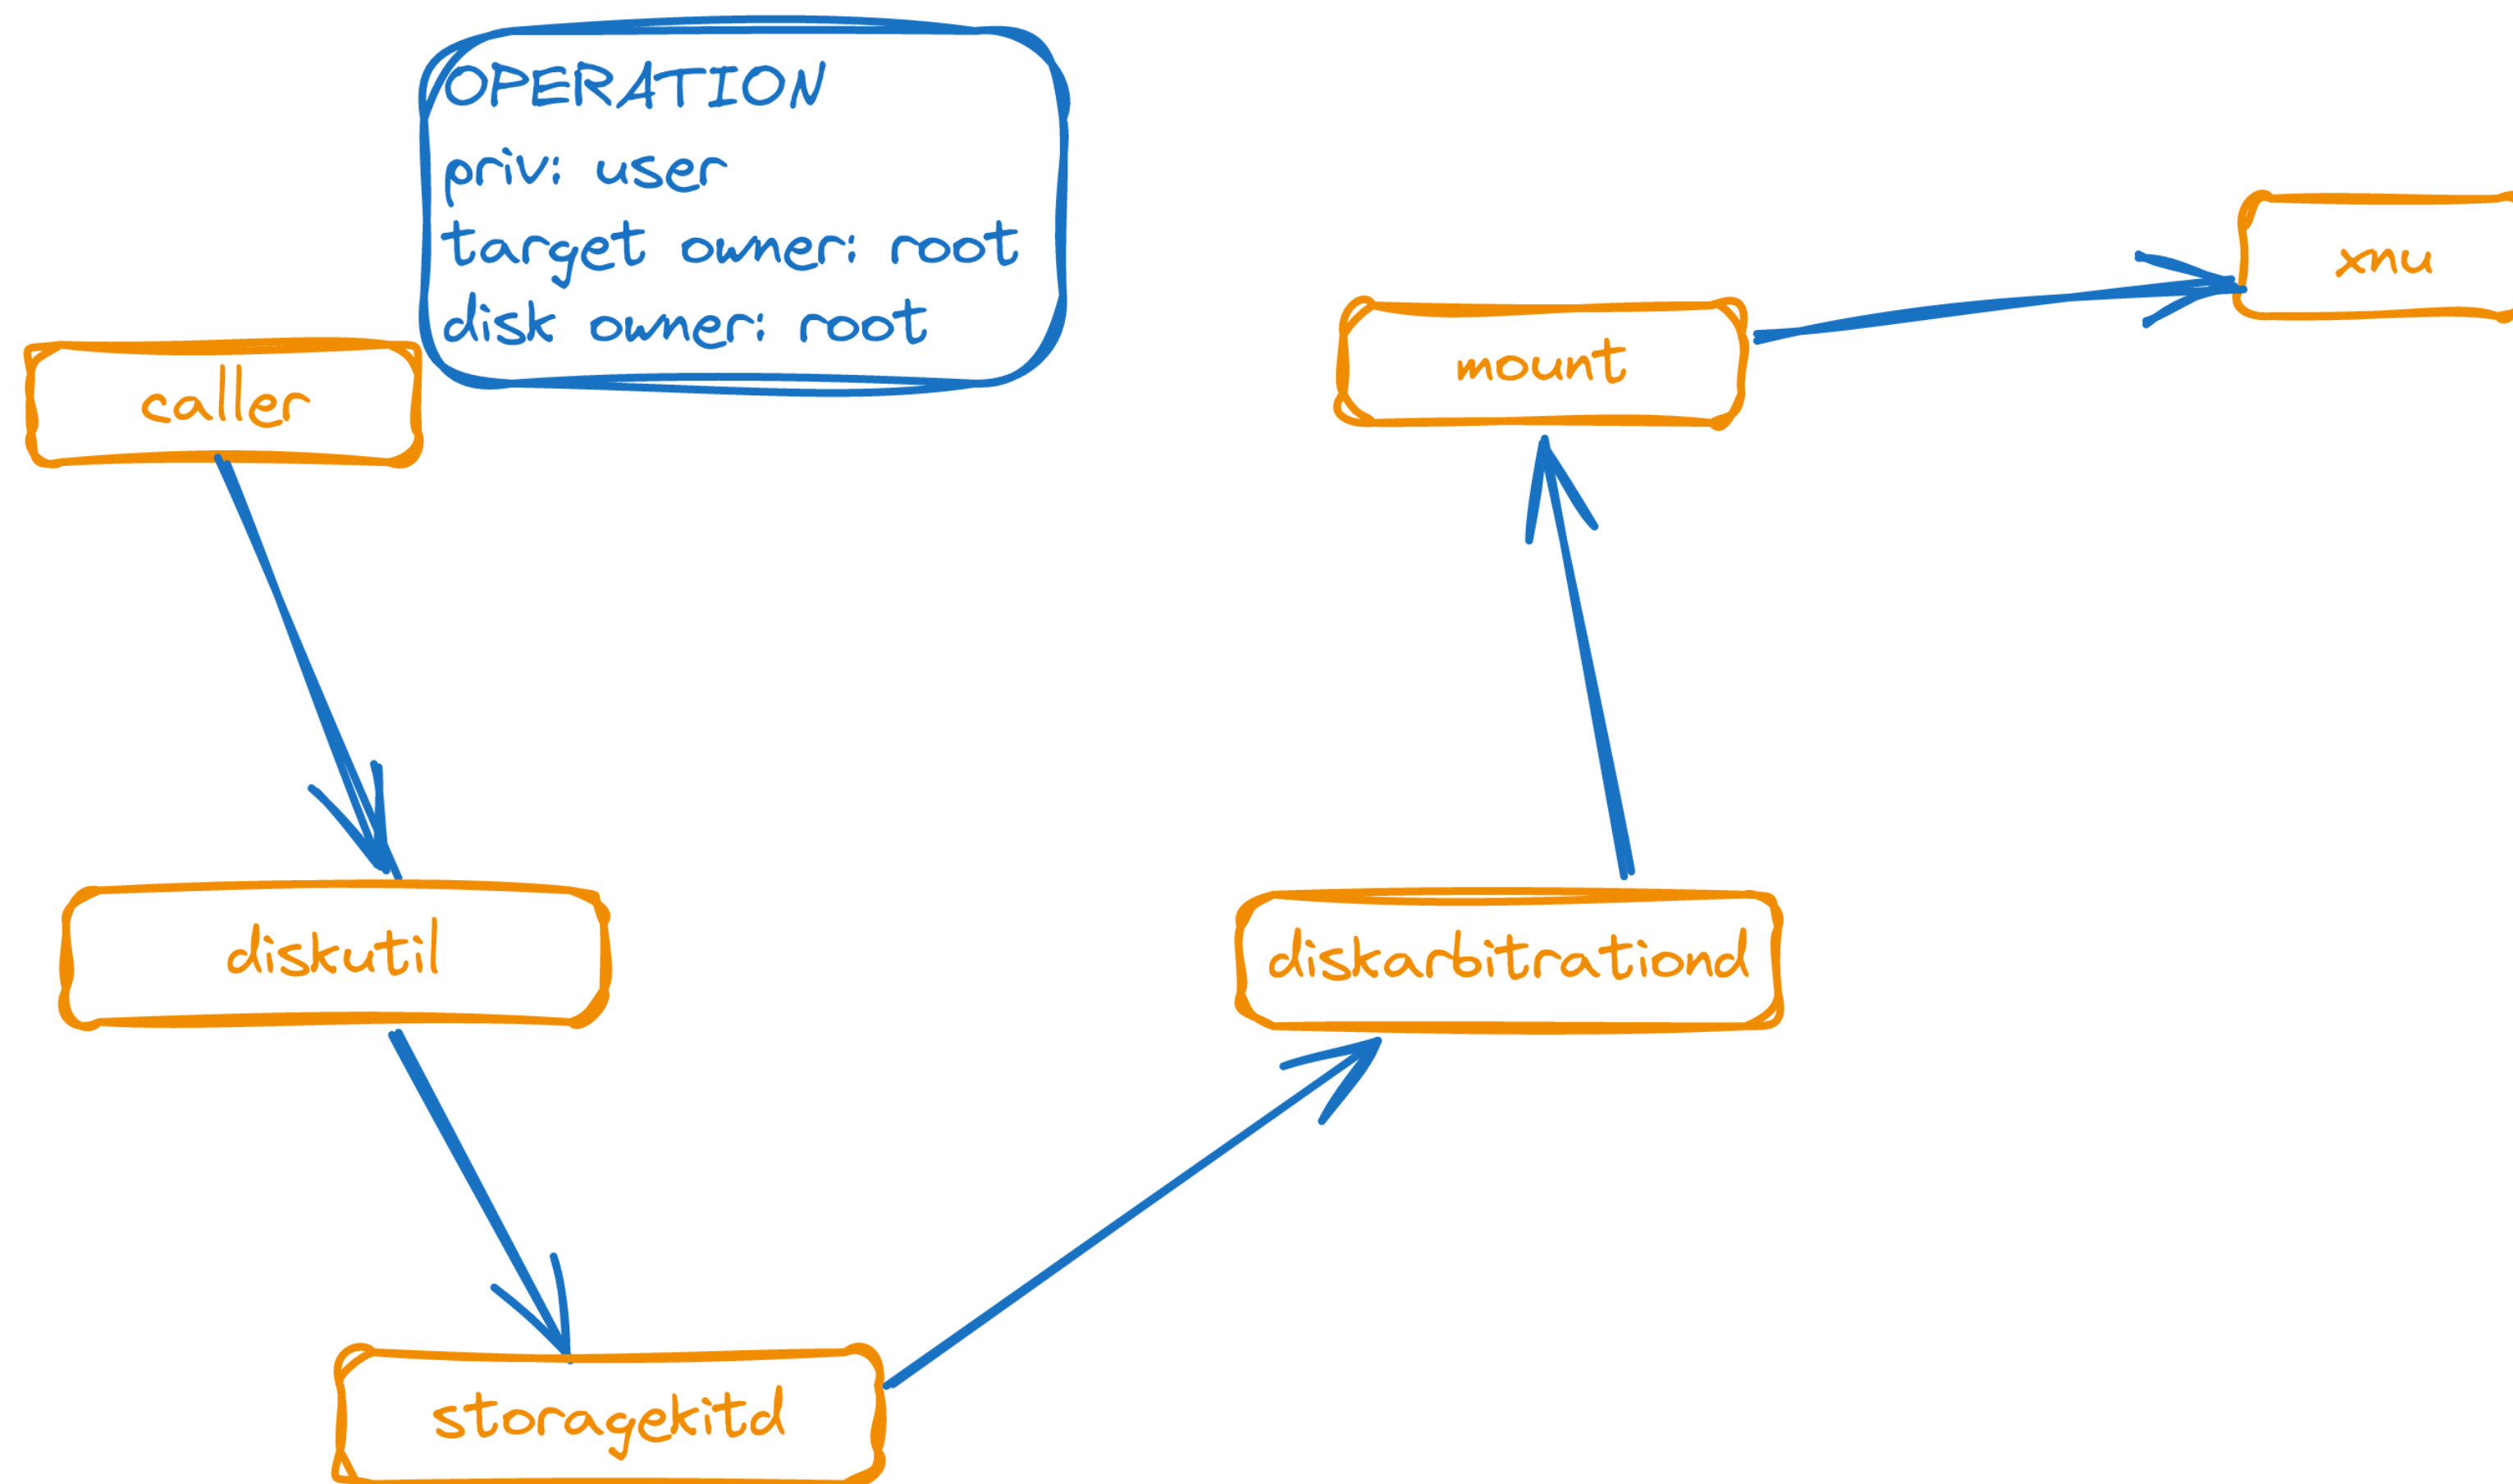 OPERATION
priv: user
target owner: root
disk owner: root
caller
mount
xnu
diskutil
diskarbitrationd
storagekitd